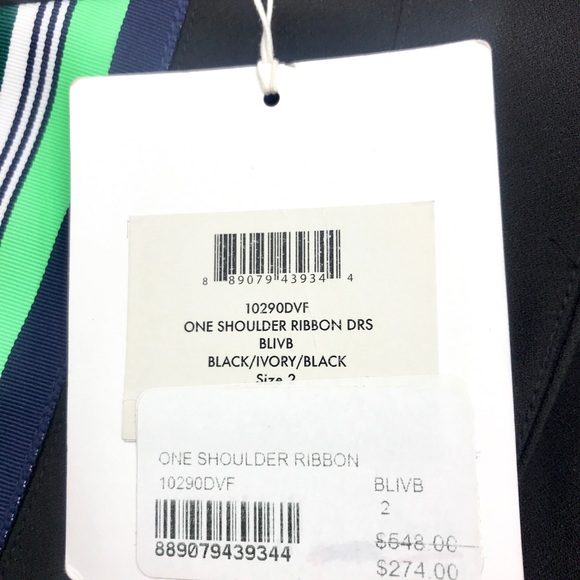 8 89079 43934 4
10290DVF
ONE SHOULDER RIBBON DRS
BLIVB
BLACK/IVORY/BLACK
Size 2
ONE SHOULDER RIBBON
10290DVF BLIVB
2
889079439344 $548.00
$274.00